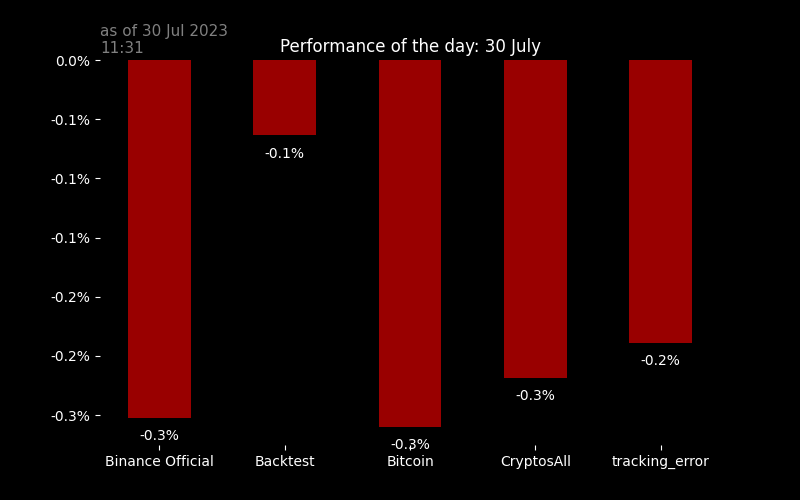 as of 30 Jul 2023
11:31
Performance of the day: 30 July
0.0%
-0.1%
-0.1%
-0.1%
-0.2%
-0.2%
-0.3%
-0.3%
-0.1%
-0.3%
-0.3%
-0.2%
Binance Official
Backtest
Bitcoin
CryptosAll
tracking_error